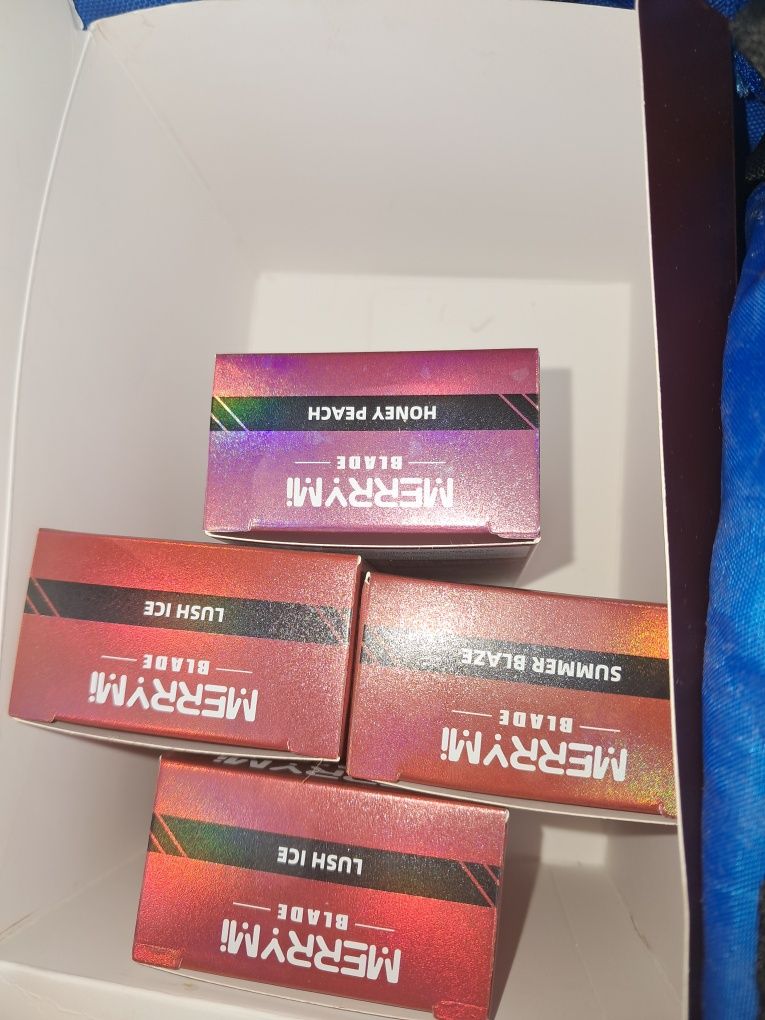 HONEY PEACH
BLADE
MERRYMi
LUSH ICE
BLADE
MERRYMi
SUMMER BLAZE
BLADE
MERRYMi
LUSH ICE
BLADE
MERRYMi